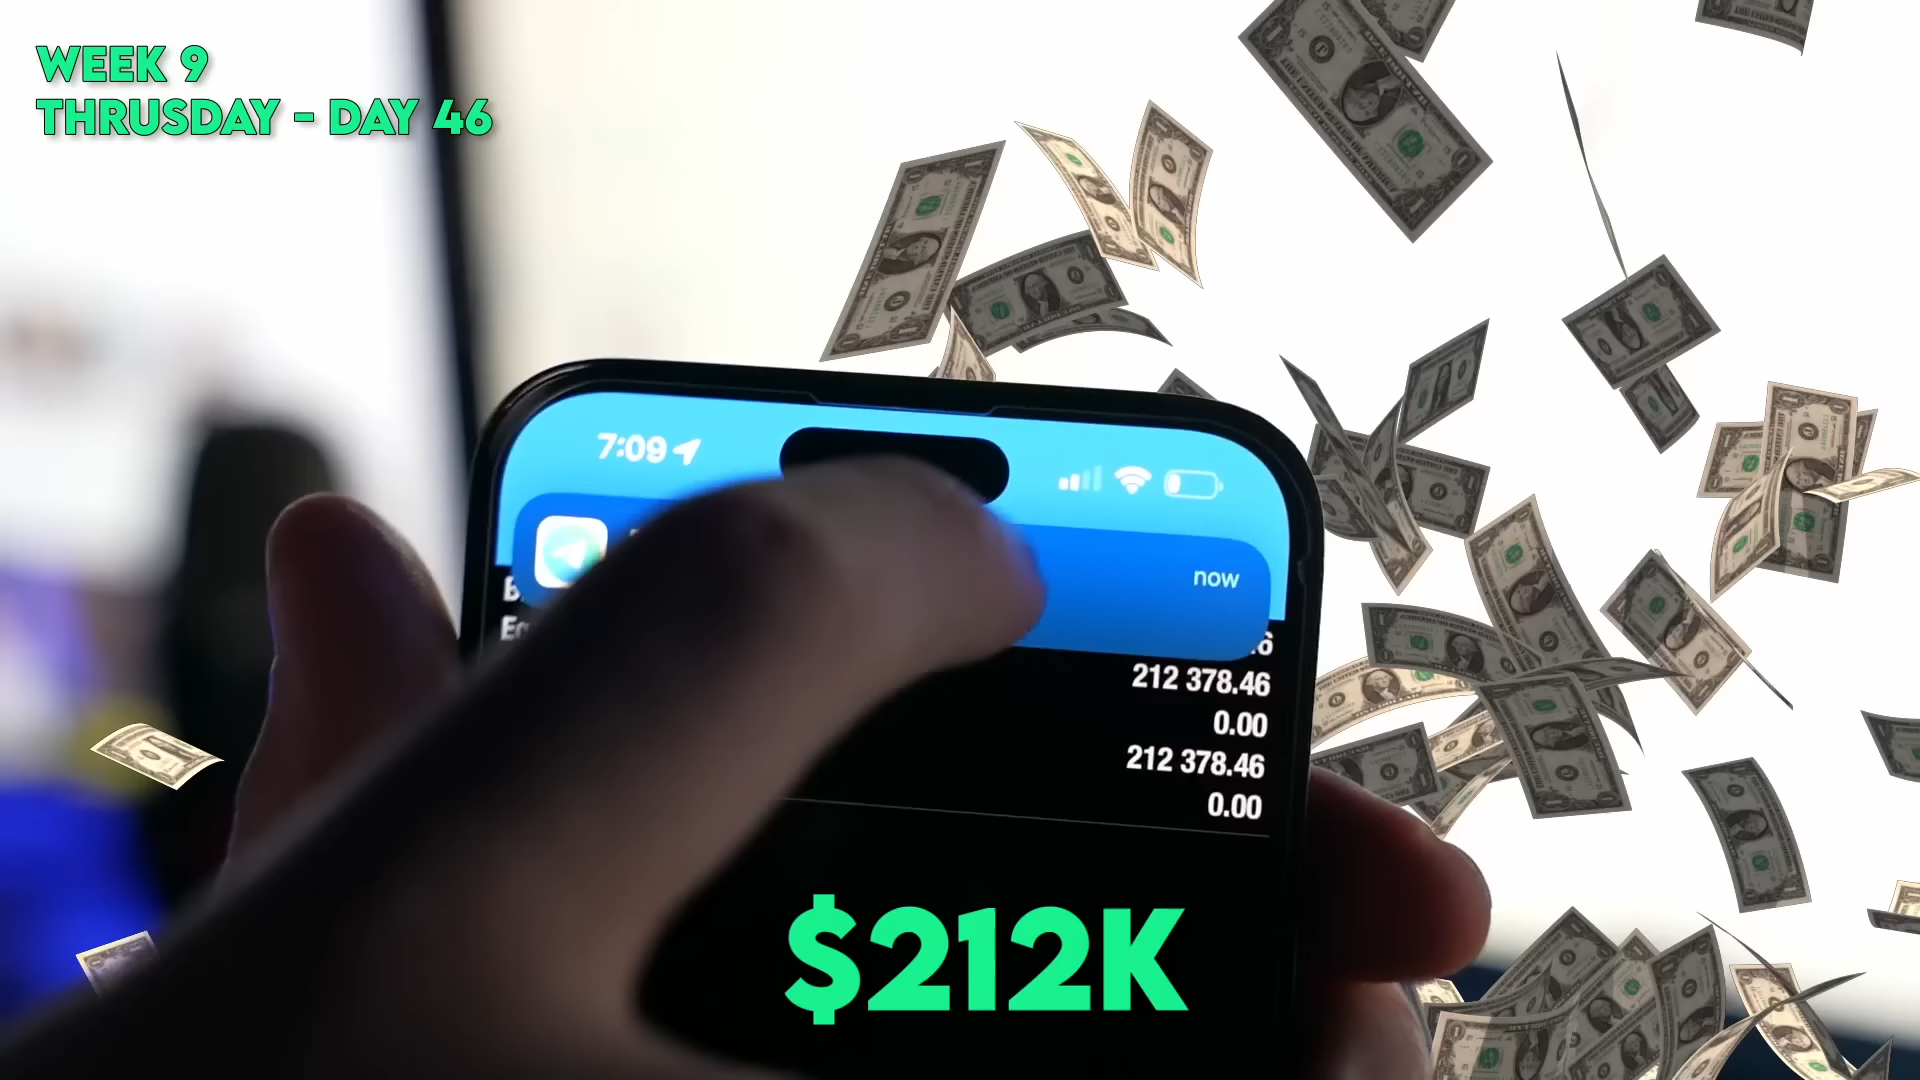 WEEK 9
THRUSDAY - DAY 46
7:09
now
212 378.46
0.00
212 378.46
0.00
$212K